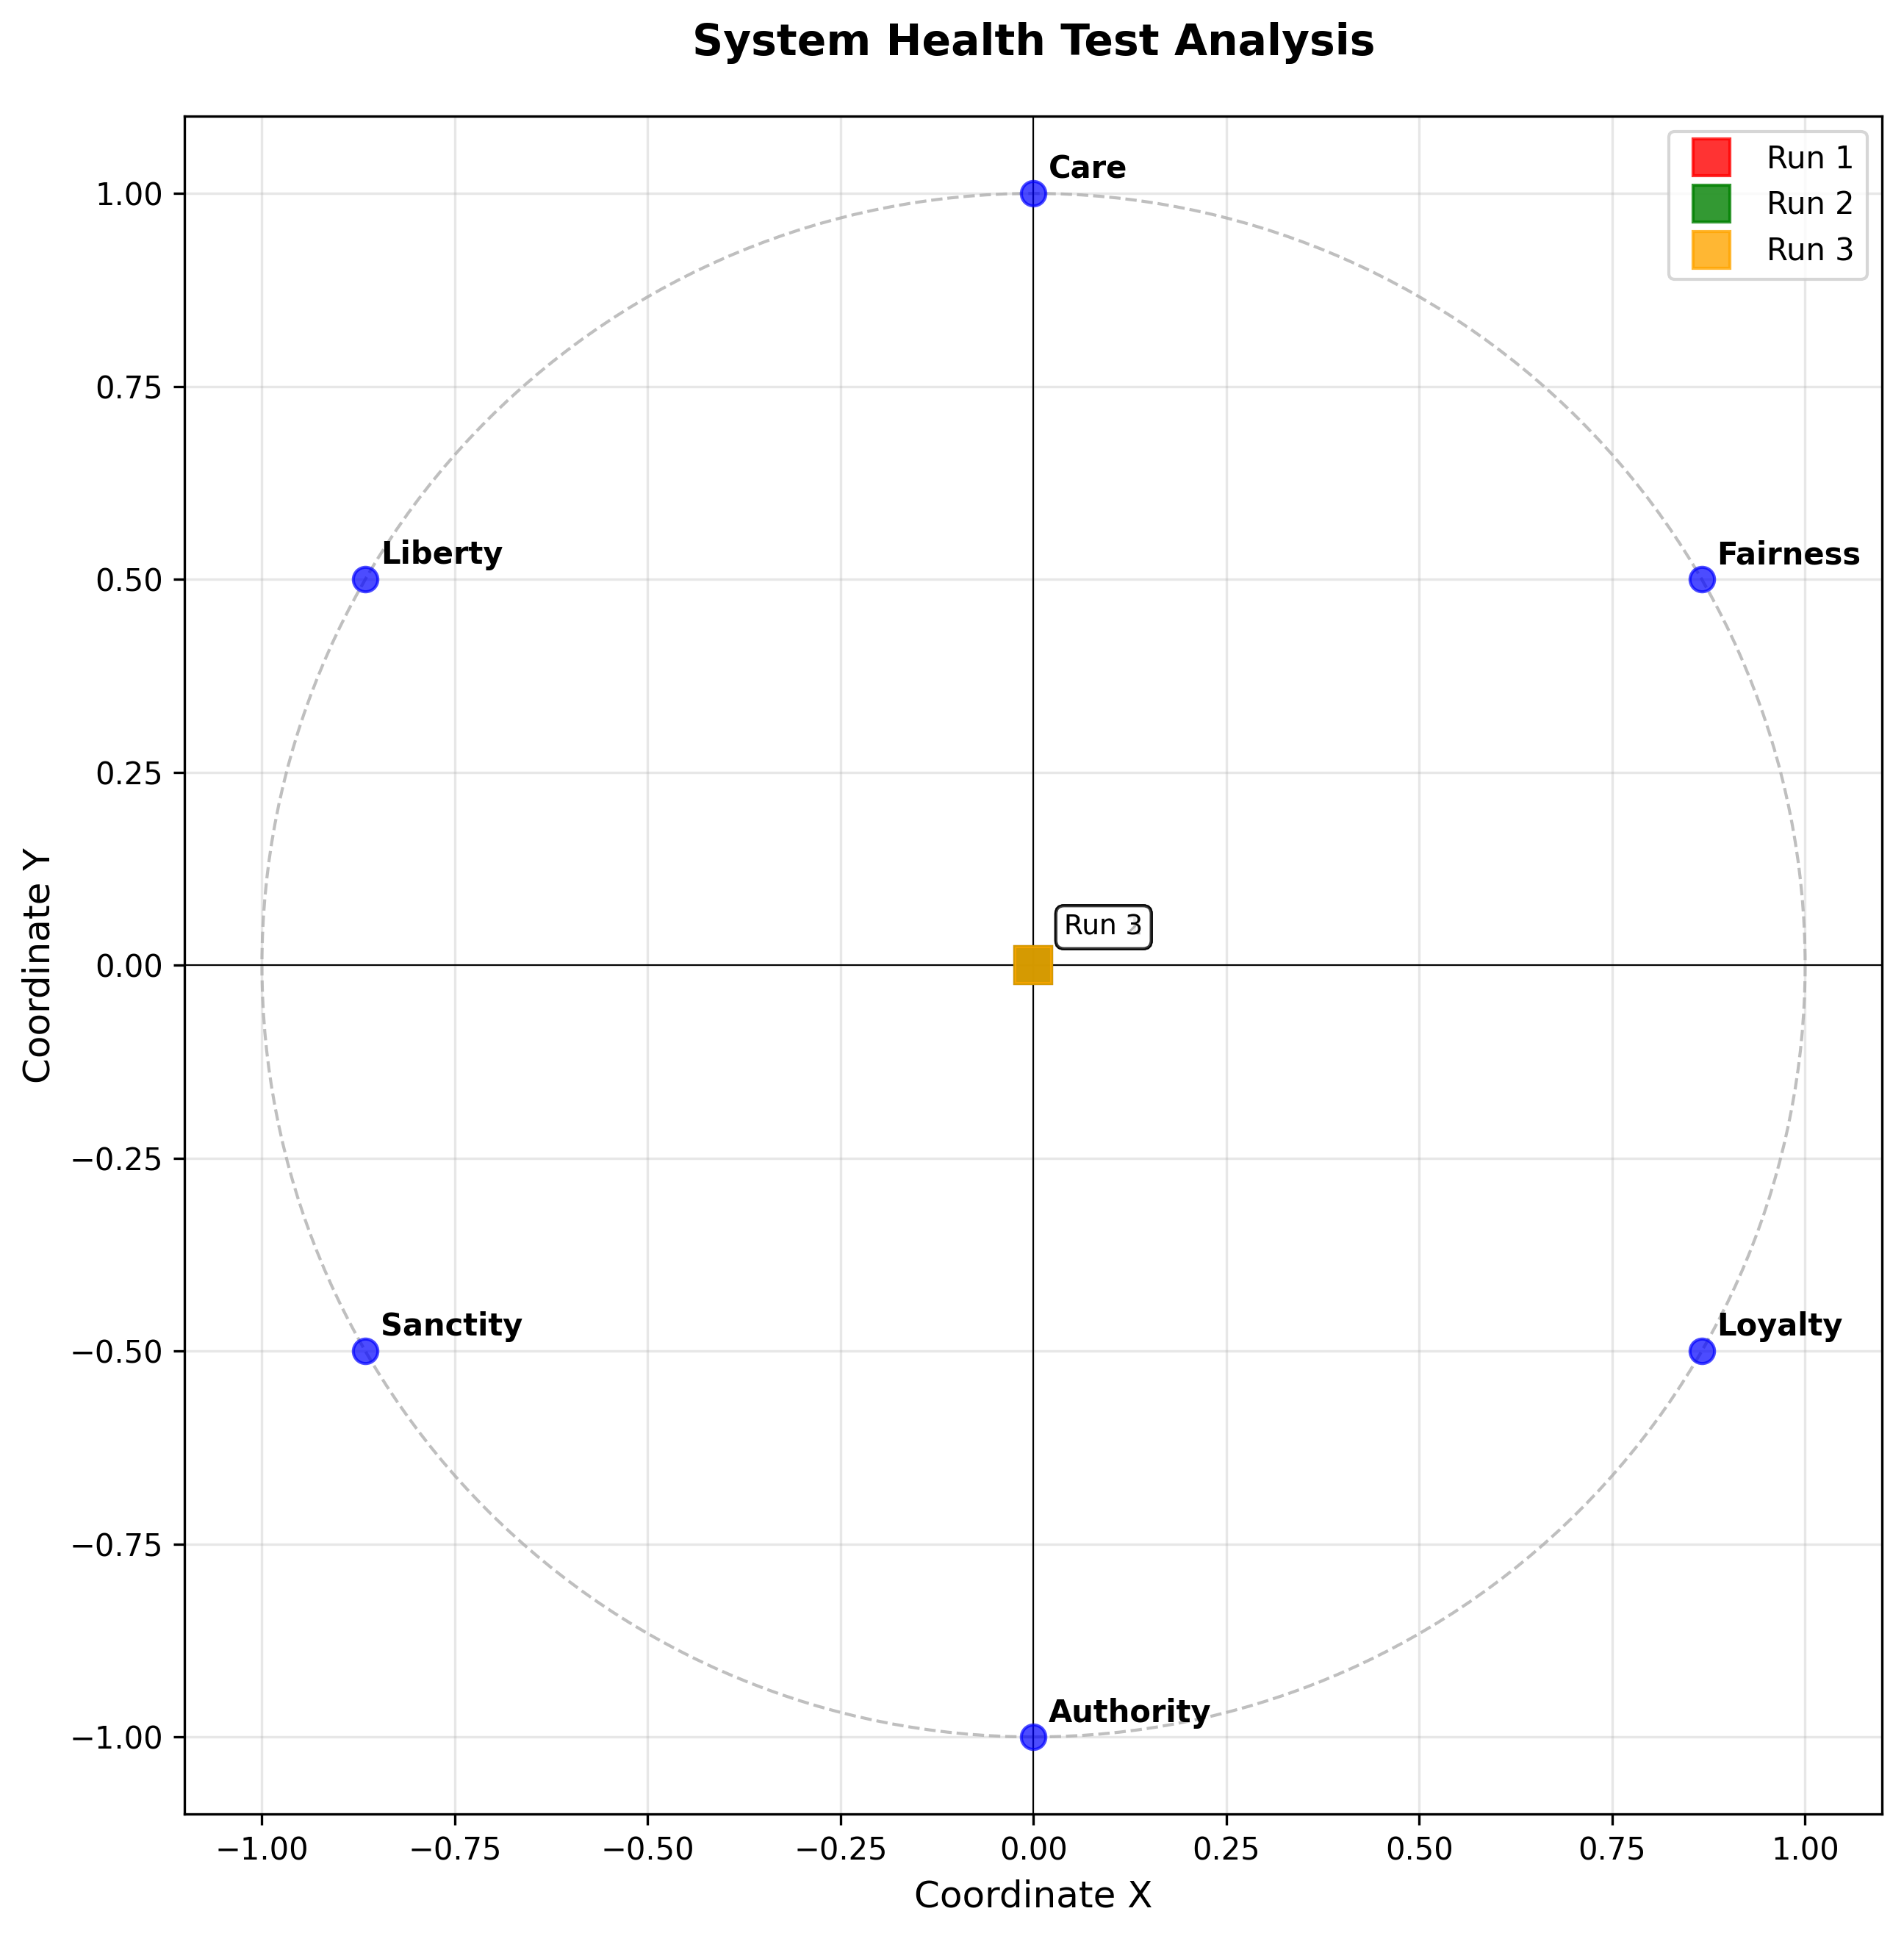 System Health Test Analysis
Care
Run 1
Run 2
Run 3
1.00
0.75
Liberty
Fairness
0.50
0.25
Run 3
0.00
−0.25
Sanctity
Loyalty
−0.50
−0.75
Authority
−1.00
Coordinate Y
−1.00 −0.75 −0.50 −0.25 0.00 0.25 0.50 0.75 1.00
Coordinate X